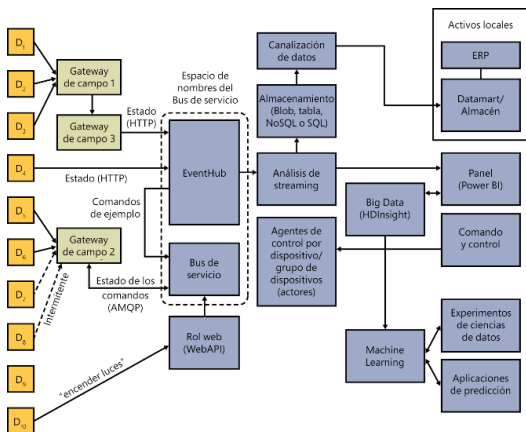 D1
D2
D3
D4
D5
D6
D7
D8
D9
D10
Gateway
de campo 1
Gateway
de campo 3
Estado
(HTTP)
Estado (HTTP)
Comandos
de ejemplo
Gateway
de campo 2
Intermitente
Estado de los
comandos
(AMQP)
"encender luces"
Espacio de
nombres del
Bus de servicio
EventHub
Bus de
servicio
Rol web
(WebAPI)
Canalización
de datos
Almacenamiento
(Blob, tabla,
NoSQL o SQL)
Análisis de
streaming
Big Data
(HDInsight)
Agentes de
control por
dispositivo/
grupo de
dispositivos
(actores)
Machine
Learning
Activos locales
ERP
Datamart/
Almacén
Panel
(Power BI)
Comando
y control
Experimentos
de ciencias
de datos
Aplicaciones
de predicción